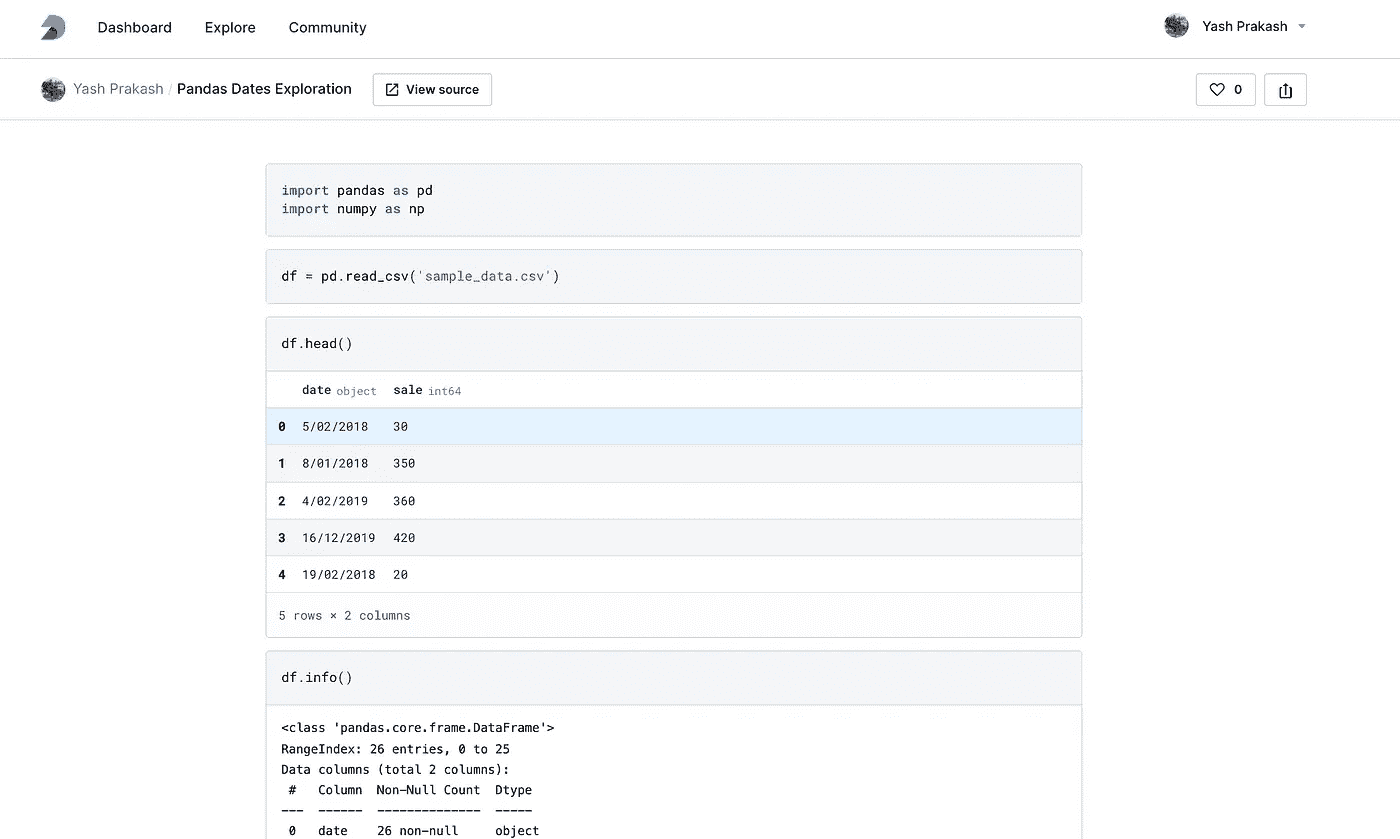 Dashboard Explore Community Yash Prakash
Yash Prakash / Pandas Dates Exploration View source 0
import pandas as pd
import numpy as np
df = pd.read_csv('sample_data.csv')
df.head()
date object sale int64
0 5/02/2018 30
1 8/01/2018 350
2 4/02/2019 360
3 16/12/2019 420
4 19/02/2018 20
5 rows × 2 columns
df.info()
<class 'pandas.core.frame.DataFrame'>
RangeIndex: 26 entries, 0 to 25
Data columns (total 2 columns):
# Column Non-Null Count Dtype
--- ------ -------------- -----
0 date 26 non-null object